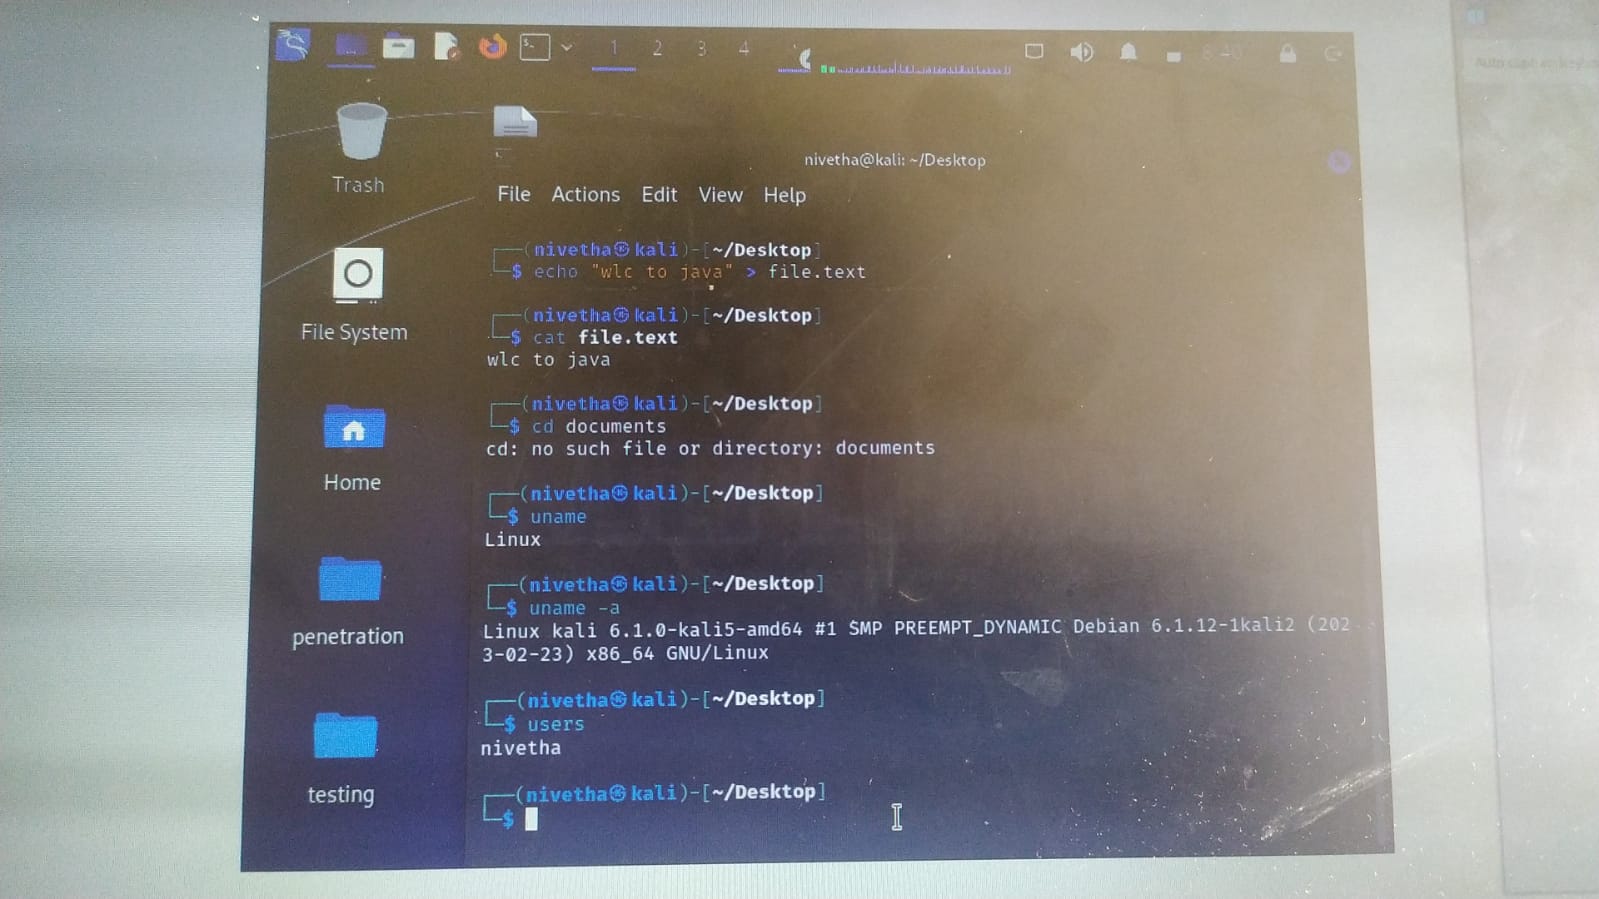 1 2 3 4
Trash
File System
Home
penetration
testing
nivetha@kali: ~/Desktop
File Actions Edit View Help
┌──(nivetha㉿kali)-[~/Desktop]
└─$ echo "wlc to java" > file.text
┌──(nivetha㉿kali)-[~/Desktop]
└─$ cat file.text
wlc to java
┌──(nivetha㉿kali)-[~/Desktop]
└─$ cd documents
cd: no such file or directory: documents
┌──(nivetha㉿kali)-[~/Desktop]
└─$ uname
Linux
┌──(nivetha㉿kali)-[~/Desktop]
└─$ uname -a
Linux kali 6.1.0-kali5-amd64 #1 SMP PREEMPT_DYNAMIC Debian 6.1.12-1kali2 (202
3-02-23) x86_64 GNU/Linux
┌──(nivetha㉿kali)-[~/Desktop]
└─$ users
nivetha
┌──(nivetha㉿kali)-[~/Desktop]
└─$